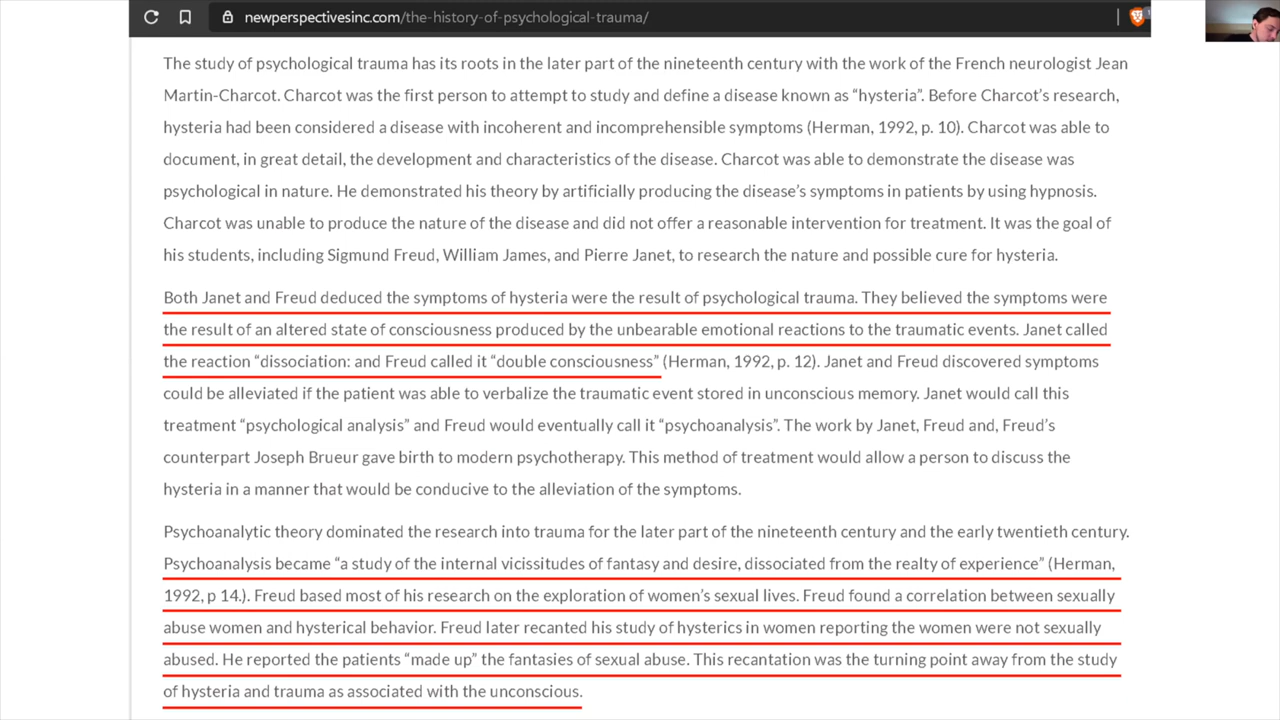 newperspectivesinc.com/the-history-of-psychological-trauma/
The study of psychological trauma has its roots in the later part of the nineteenth century with the work of the French neurologist Jean
Martin-Charcot. Charcot was the first person to attempt to study and define a disease known as “hysteria”. Before Charcot’s research,
hysteria had been considered a disease with incoherent and incomprehensible symptoms (Herman, 1992, p. 10). Charcot was able to
document, in great detail, the development and characteristics of the disease. Charcot was able to demonstrate the disease was
psychological in nature. He demonstrated his theory by artificially producing the disease’s symptoms in patients by using hypnosis.
Charcot was unable to produce the nature of the disease and did not offer a reasonable intervention for treatment. It was the goal of
his students, including Sigmund Freud, William James, and Pierre Janet, to research the nature and possible cure for hysteria.
Both Janet and Freud deduced the symptoms of hysteria were the result of psychological trauma. They believed the symptoms were
the result of an altered state of consciousness produced by the unbearable emotional reactions to the traumatic events. Janet called
the reaction “dissociation: and Freud called it “double consciousness” (Herman, 1992, p. 12). Janet and Freud discovered symptoms
could be alleviated if the patient was able to verbalize the traumatic event stored in unconscious memory. Janet would call this
treatment “psychological analysis” and Freud would eventually call it “psychoanalysis”. The work by Janet, Freud and, Freud’s
counterpart Joseph Brueur gave birth to modern psychotherapy. This method of treatment would allow a person to discuss the
hysteria in a manner that would be conducive to the alleviation of the symptoms.
Psychoanalytic theory dominated the research into trauma for the later part of the nineteenth century and the early twentieth century.
Psychoanalysis became “a study of the internal vicissitudes of fantasy and desire, dissociated from the realty of experience” (Herman,
1992, p 14.). Freud based most of his research on the exploration of women’s sexual lives. Freud found a correlation between sexually
abuse women and hysterical behavior. Freud later recanted his study of hysterics in women reporting the women were not sexually
abused. He reported the patients “made up” the fantasies of sexual abuse. This recantation was the turning point away from the study
of hysteria and trauma as associated with the unconscious.